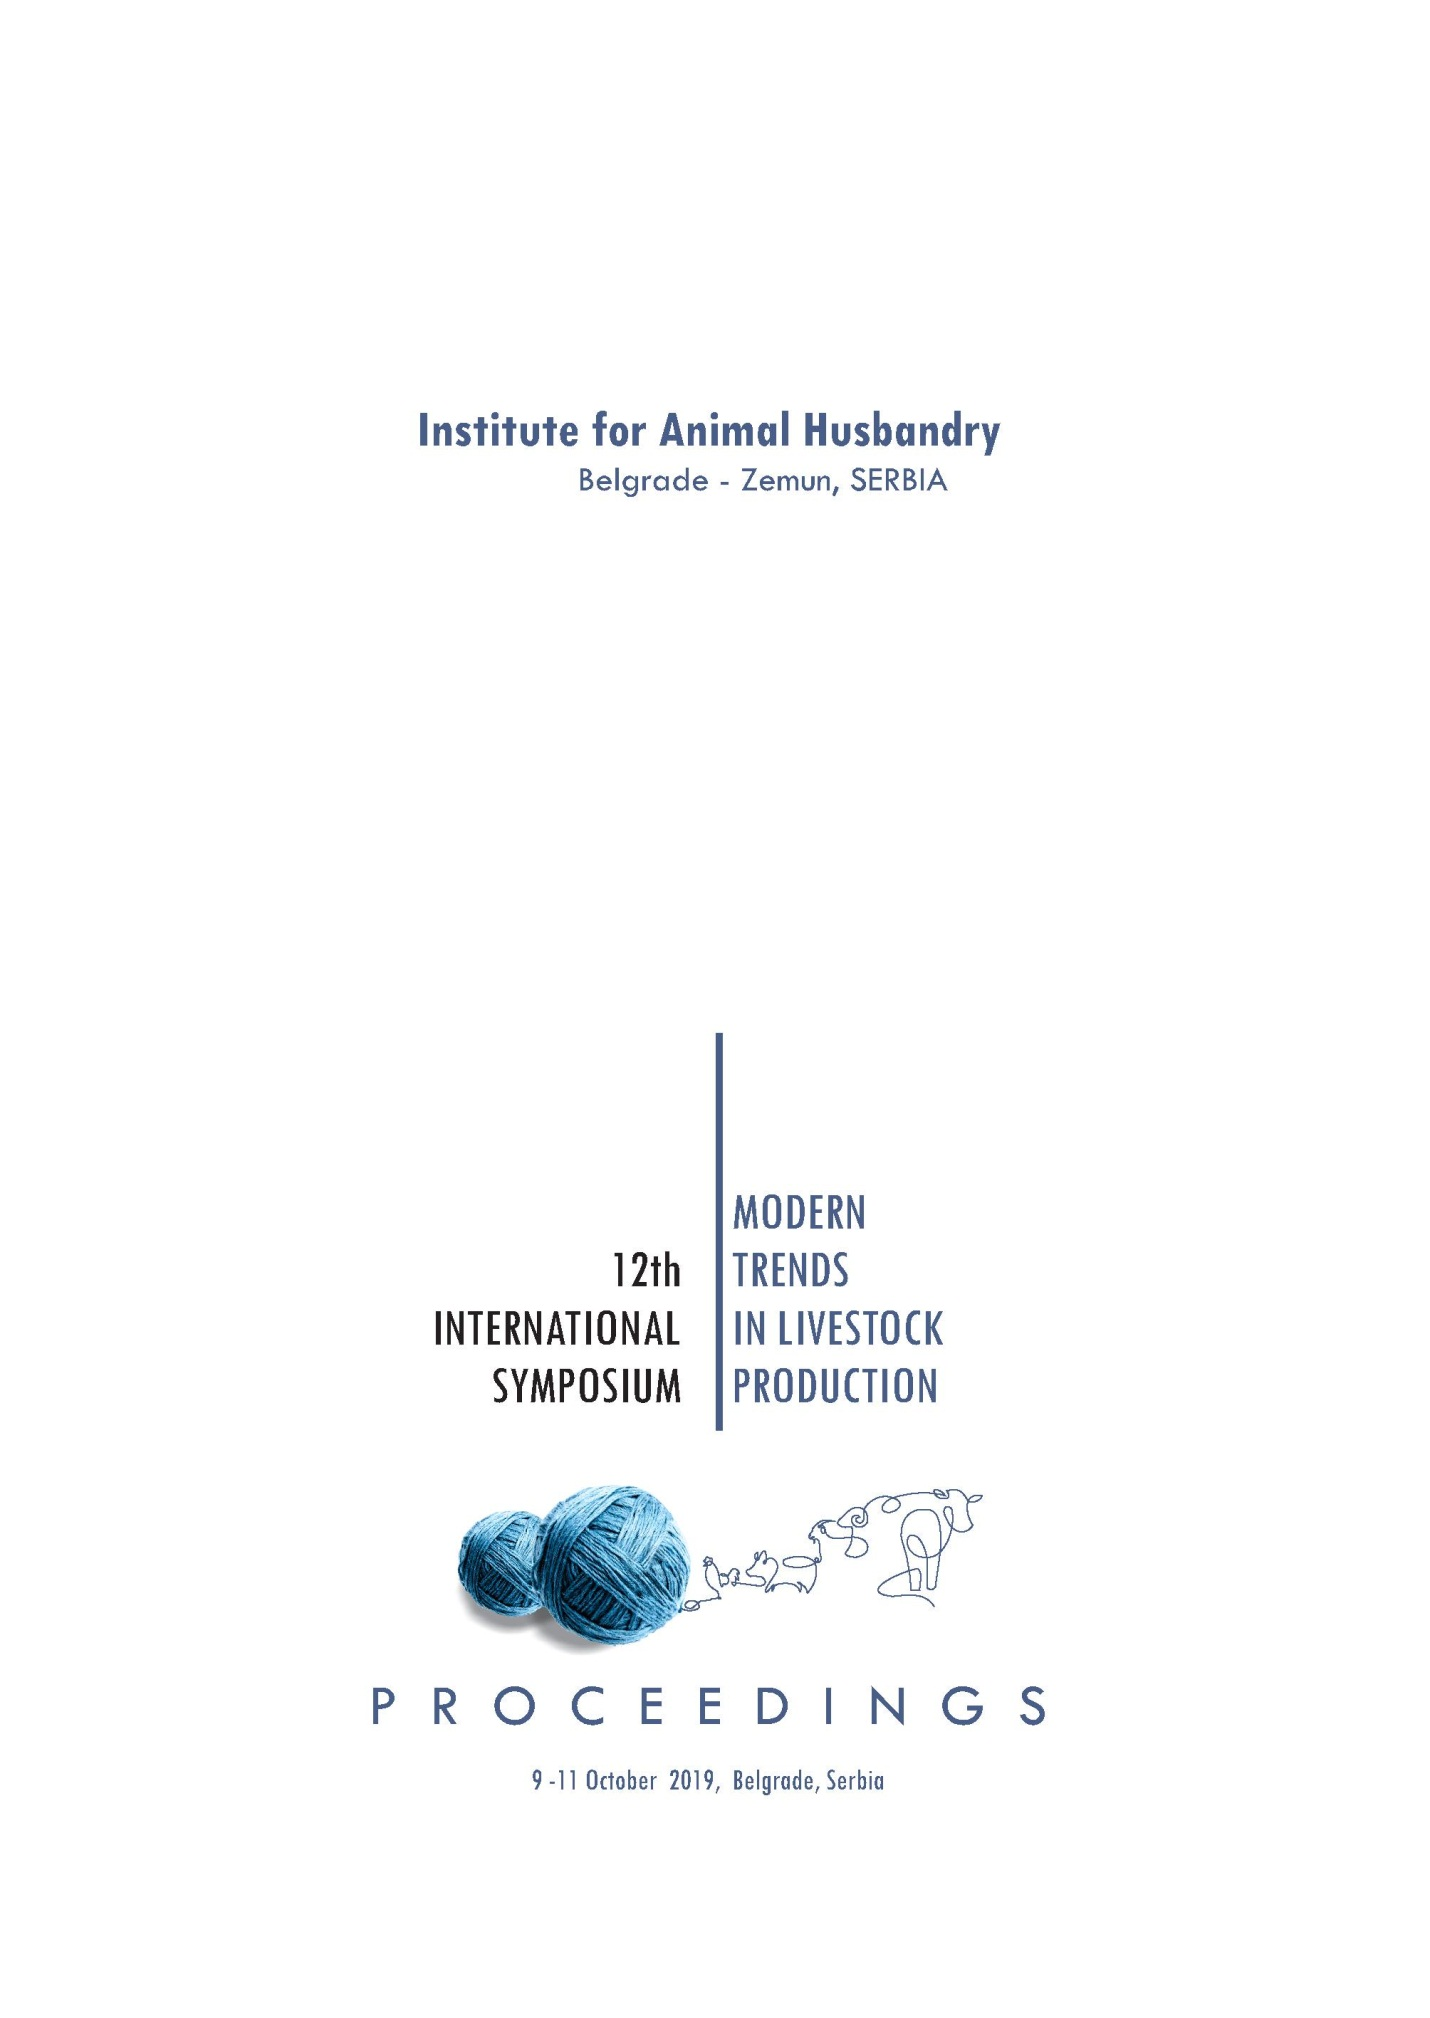 Institute for Animal Husbandry
Belgrade - Zemun, SERBIA
12th
INTERNATIONAL
SYMPOSIUM
MODERN
TRENDS
IN LIVESTOCK
PRODUCTION
PROCEEDINGS
9 -11 October 2019, Belgrade, Serbia